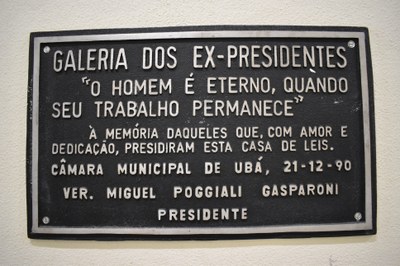 GALERIA DOS EX-PRESIDENTES
"O HOMEM É ETERNO, QUANDO
SEU TRABALHO PERMANECE"
À MEMÓRIA DAQUELES QUE, COM AMOR E
DEDICAÇÃO, PRESIDIRAM ESTA CASA DE LEIS.
CÂMARA MUNICIPAL DE UBÁ, 21-12-90
VER. MIGUEL POGGIALI GASPARONI
PRESIDENTE